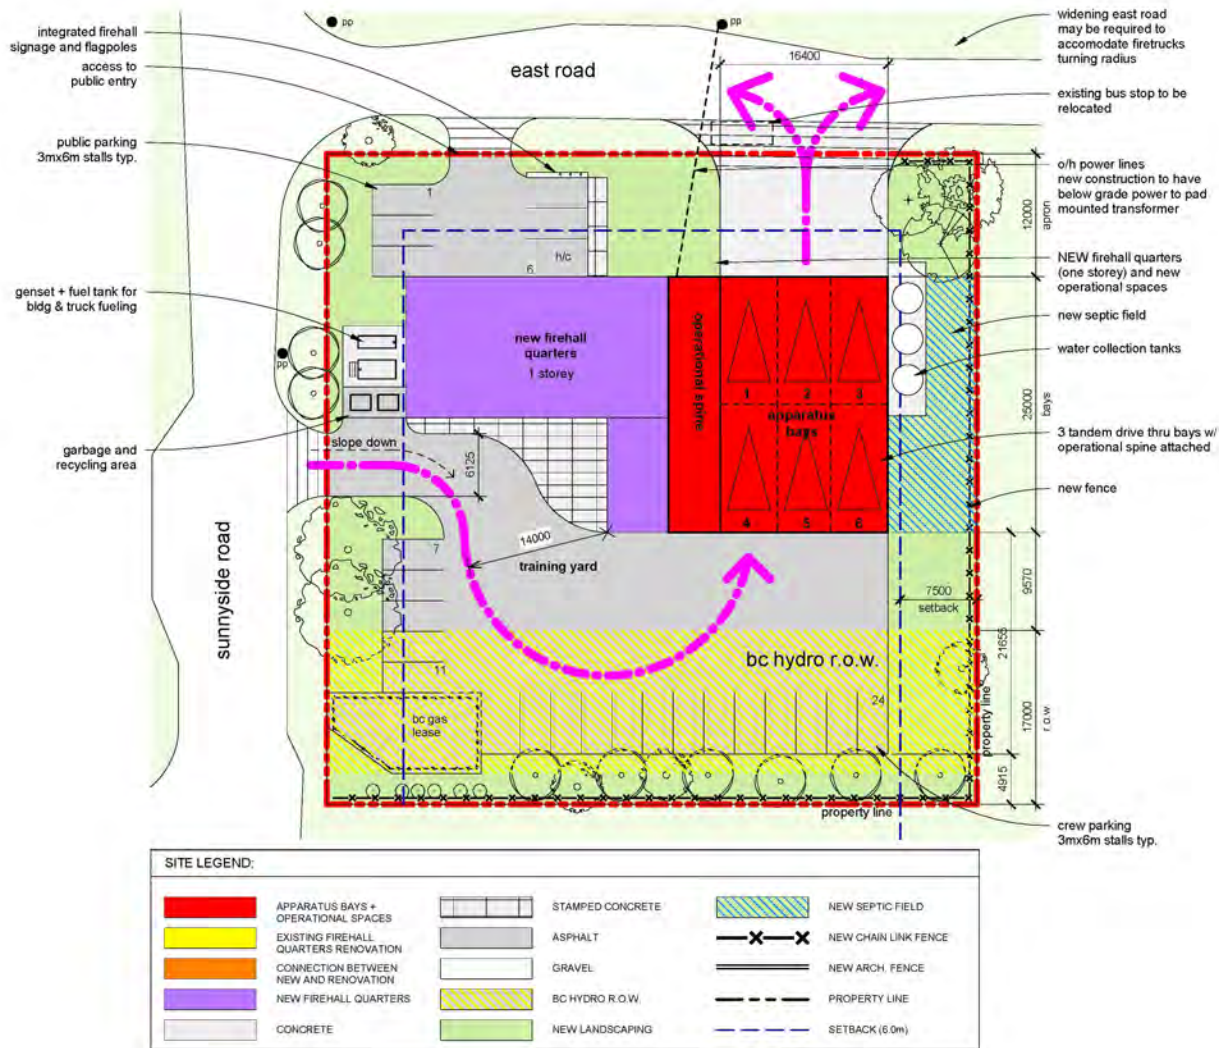 integrated firehall
signage and flagpoles
access to
public entry
public parking
3mx6m stalls typ.
genset + fuel tank for
bldg & truck fueling
garbage and
recycling area
pp
pp
pp
east road
16400
1
6.
h/c
new firehall
quarters
1 storey
operational spine
1
2
3
apparatus
bays
4
5
6
slope down
6125
14000
training yard
7
11
24
bc hydro r.o.w.
bc gas
lease
sunnyside road
7500
setback
property line
property line
12000
apron
25000
bays
9570
21655
17000
r.o.w
4915
widening east road
may be required to
accomodate firetrucks
turning radius
existing bus stop to be
relocated
o/h power lines
new construction to have
below grade power to pad
mounted transformer
NEW firehall quarters
(one storey) and new
operational spaces
new septic field
water collection tanks
3 tandem drive thru bays w/
operational spine attached
new fence
crew parking
3mx6m stalls typ.
SITE LEGEND:
APPARATUS BAYS +
OPERATIONAL SPACES
EXISTING FIREHALL
QUARTERS RENOVATION
CONNECTION BETWEEN
NEW AND RENOVATION
NEW FIREHALL QUARTERS
CONCRETE
STAMPED CONCRETE
ASPHALT
GRAVEL
BC HYDRO R.O.W.
NEW LANDSCAPING
NEW SEPTIC FIELD
NEW CHAIN LINK FENCE
NEW ARCH. FENCE
PROPERTY LINE
SETBACK (6.0m)